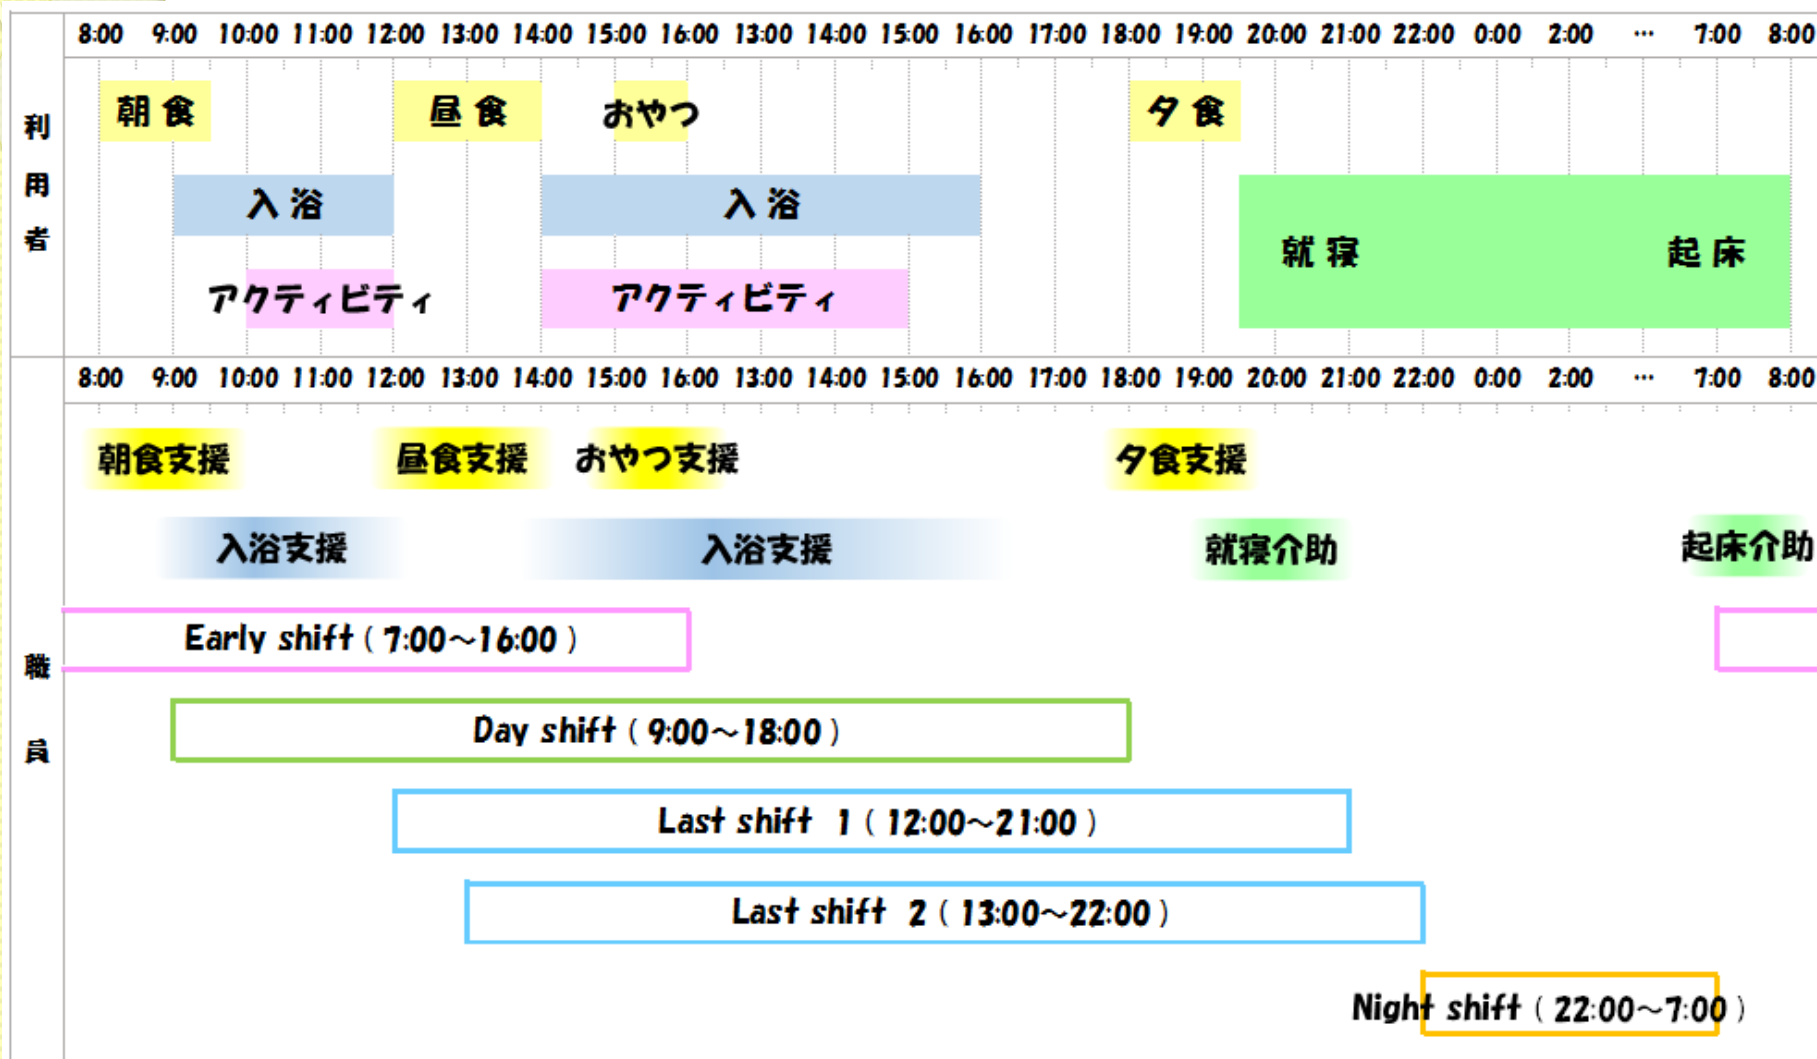 8:00 9:00 10:00 11:00 12:00 13:00 14:00 15:00 16:00 13:00 14:00 15:00 16:00 17:00 18:00 19:00 20:00 21:00 22:00 0:00 2:00 … 7:00 8:00
利用者
朝食 昼食 おやつ 夕食
入浴 入浴
就寝 起床
アクティビティ アクティビティ
8:00 9:00 10:00 11:00 12:00 13:00 14:00 15:00 16:00 13:00 14:00 15:00 16:00 17:00 18:00 19:00 20:00 21:00 22:00 0:00 2:00 … 7:00 8:00
職員
朝食支援 昼食支援 おやつ支援 夕食支援
入浴支援 入浴支援 就寝介助 起床介助
Early shift ( 7:00～16:00 )
Day shift ( 9:00～18:00 )
Last shift 1 ( 12:00～21:00 )
Last shift 2 ( 13:00～22:00 )
Night shift ( 22:00～7:00 )